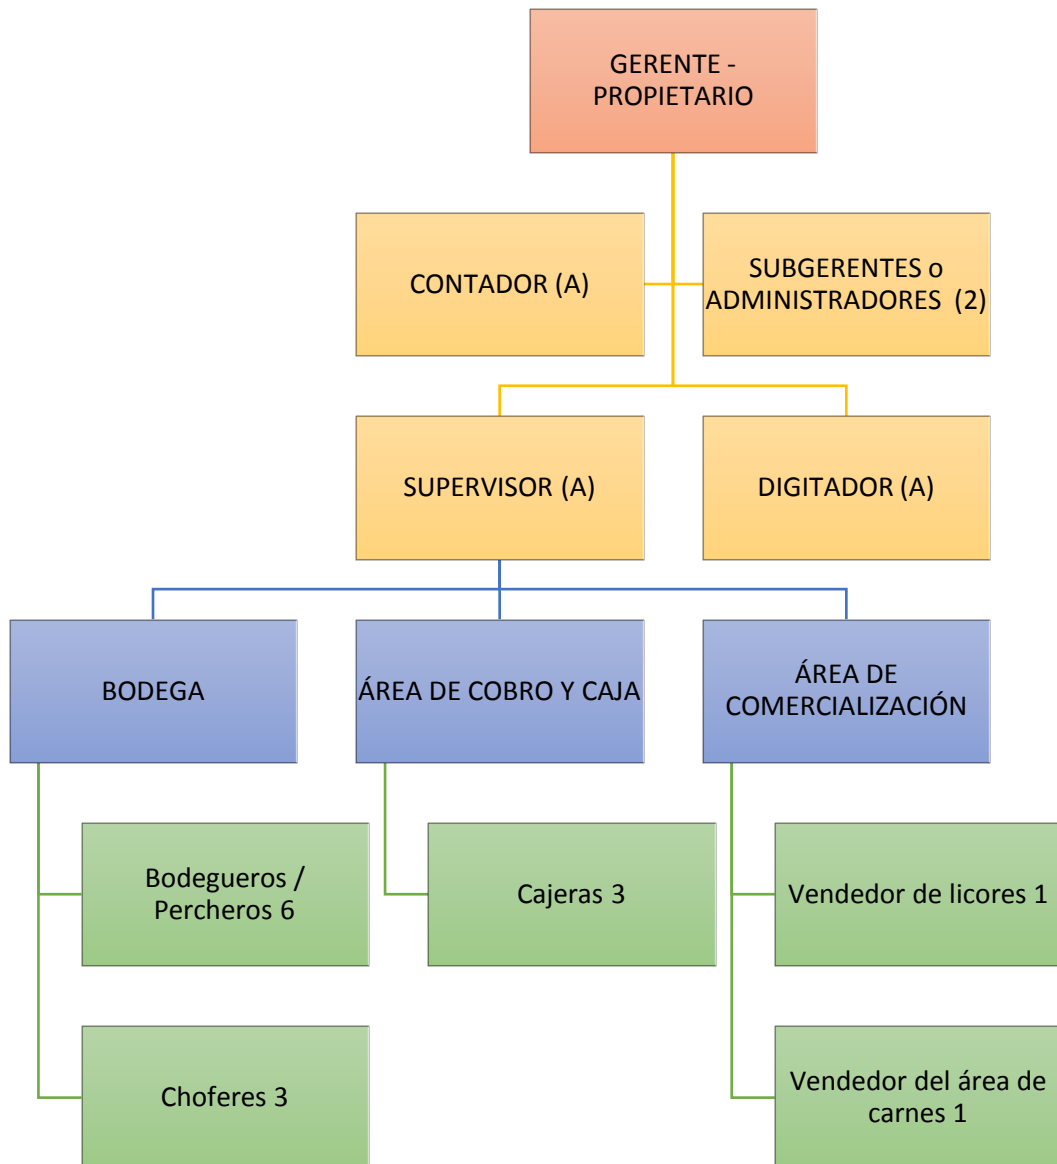 GERENTE -
PROPIETARIO
CONTADOR (A)
SUBGERENTES o
ADMINISTRADORES (2)
SUPERVISOR (A)
DIGITADOR (A)
BODEGA
ÁREA DE COBRO Y CAJA
ÁREA DE
COMERCIALIZACIÓN
Bodegueros /
Percheros 6
Cajeras 3
Vendedor de licores 1
Choferes 3
Vendedor del área de
carnes 1